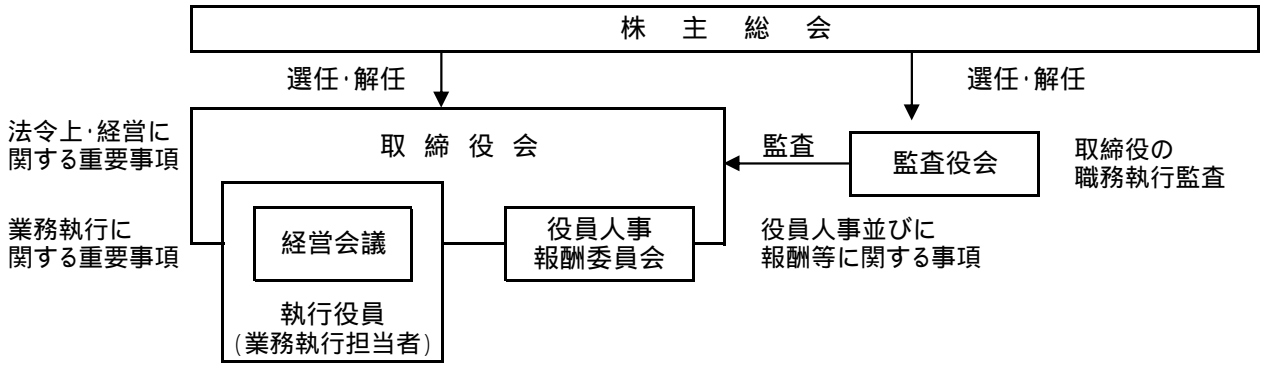 株主総会
選任・解任
選任・解任
法令上・経営に
関する重要事項
取締役会
監査
監査役会
取締役の
職務執行監査
業務執行に
関する重要事項
経営会議
役員人事
報酬委員会
役員人事並びに
報酬等に関する事項
執行役員
(業務執行担当者)